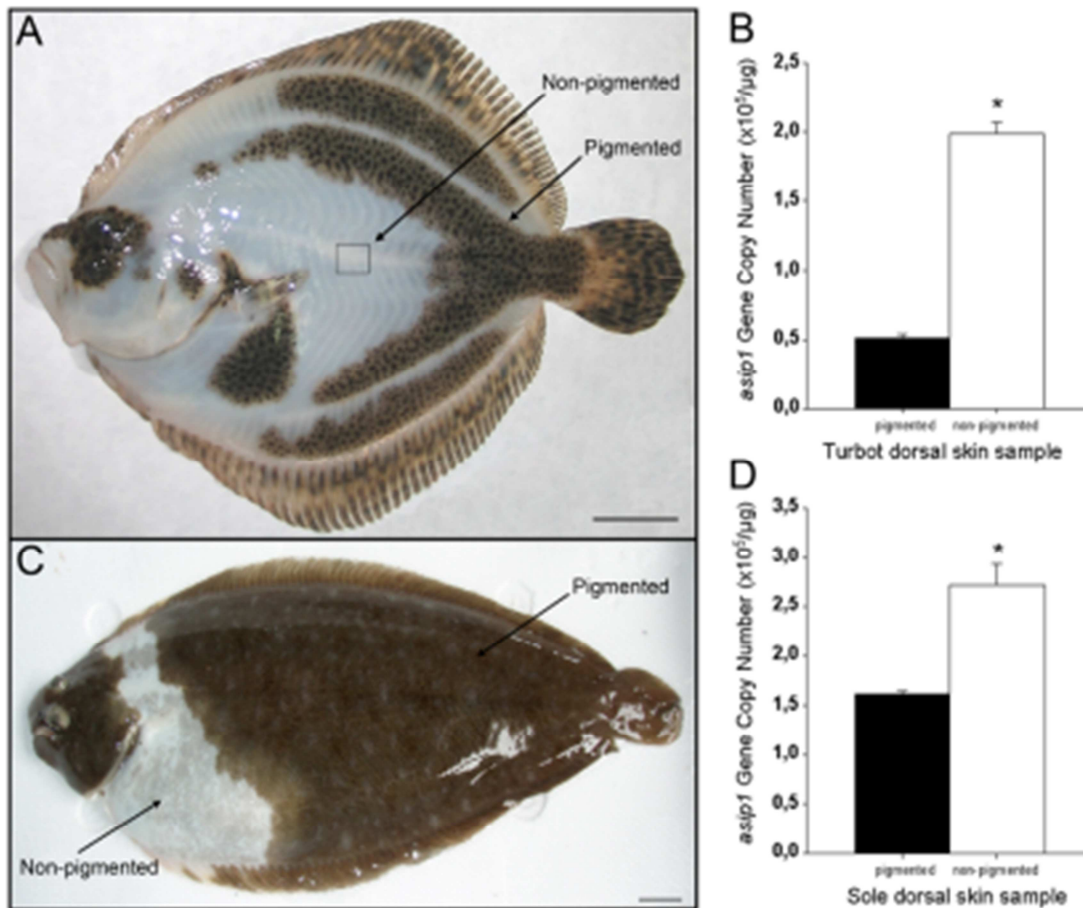 A
Non-pigmented
Pigmented
B
asip1 Gene Copy Number (x10⁵/µg)
2,5
2,0
1,5
1,0
0,5
0,0
*
pigmented
non-pigmented
Turbot dorsal skin sample
C
Pigmented
Non-pigmented
D
asip1 Gene Copy Number (x10⁵/µg)
3,5
3,0
2,5
2,0
1,5
1,0
0,5
0,0
*
pigmented
non-pigmented
Sole dorsal skin sample